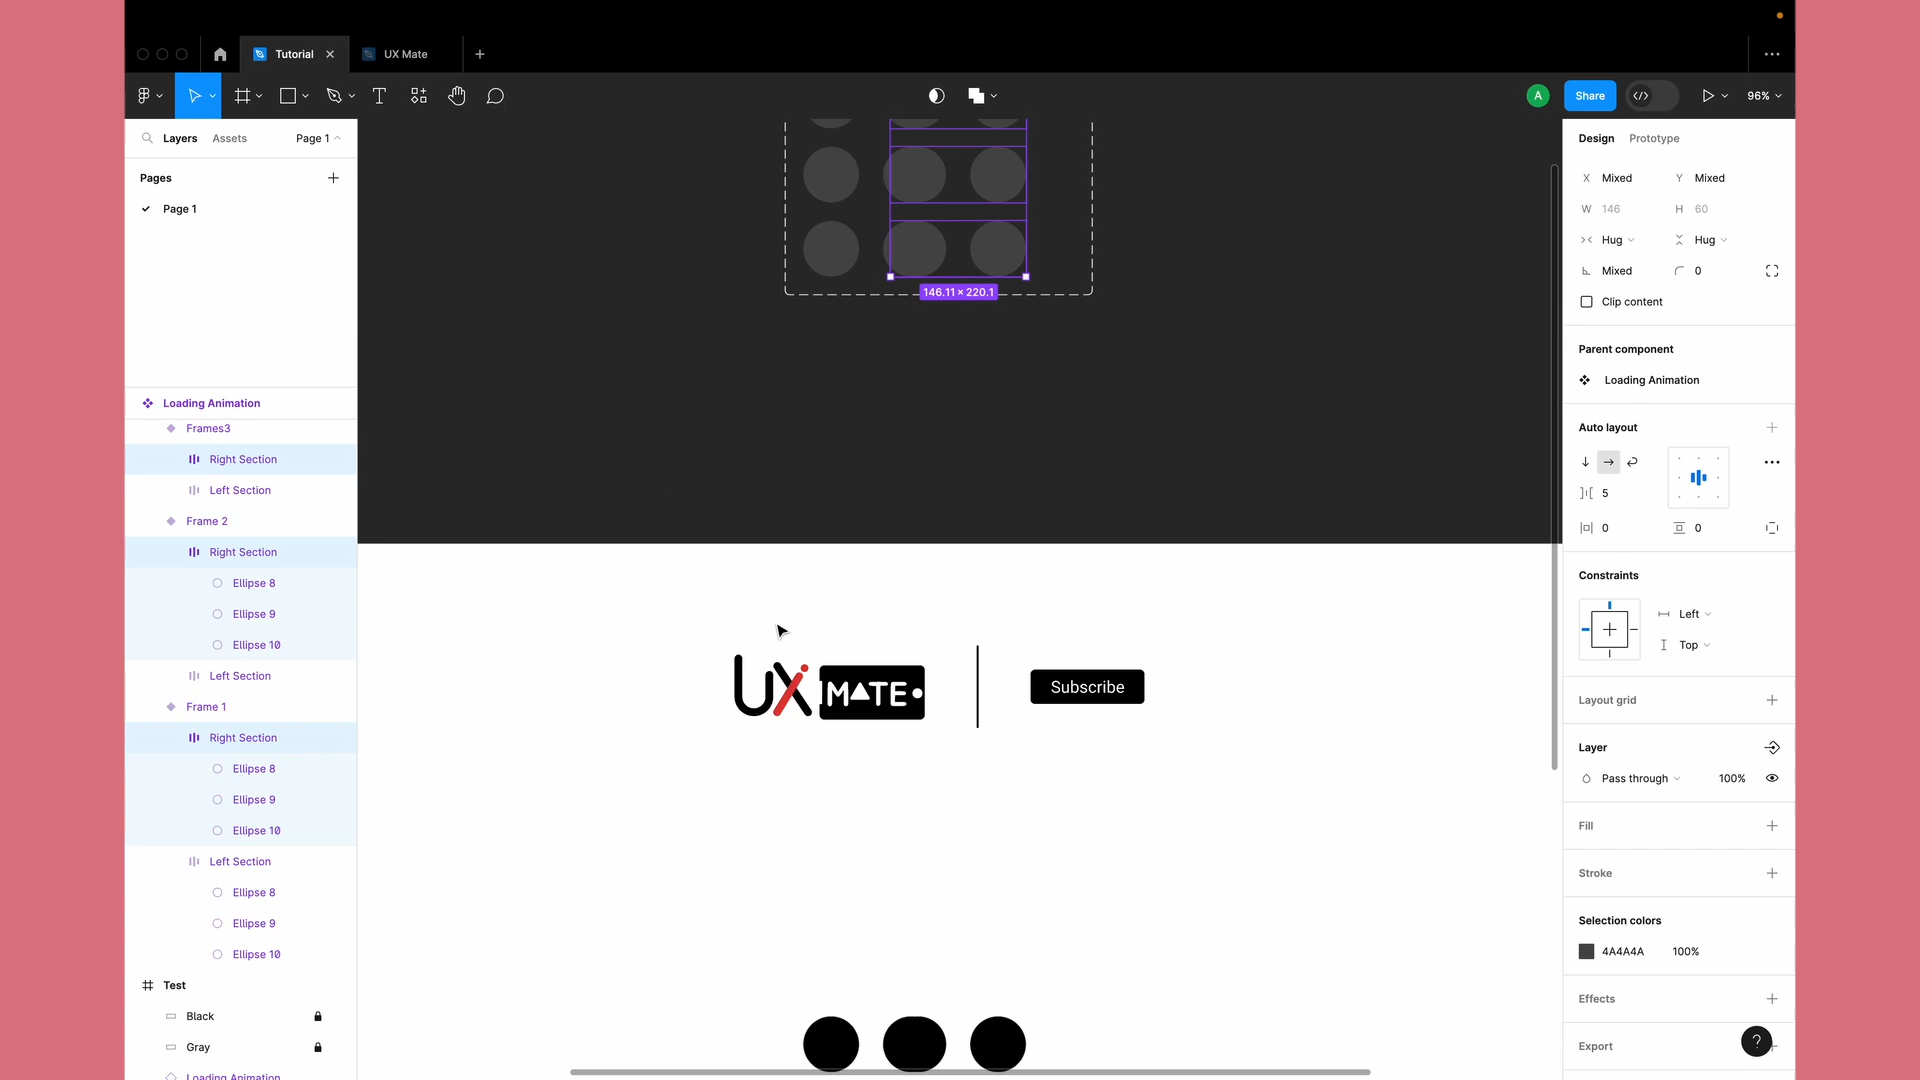 Tutorial
UX Mate
A
Share
96%
Layers
Assets
Page 1
Pages
Page 1
Loading Animation
Frames3
Right Section
Left Section
Frame 2
Right Section
Ellipse 8
Ellipse 9
Ellipse 10
Left Section
Frame 1
Right Section
Ellipse 8
Ellipse 9
Ellipse 10
Left Section
Ellipse 8
Ellipse 9
Ellipse 10
Test
Black
Gray
Loading Animation
146.11 × 220.1
UX MATE
Subscribe
Design
Prototype
X Mixed
Y Mixed
W 146
H 60
Hug
Hug
Mixed
0
Clip content
Parent component
Loading Animation
Auto layout
5
0
0
Constraints
Left
Top
Layout grid
Layer
Pass through
100%
Fill
Stroke
Selection colors
4A4A4A
100%
Effects
Export
?